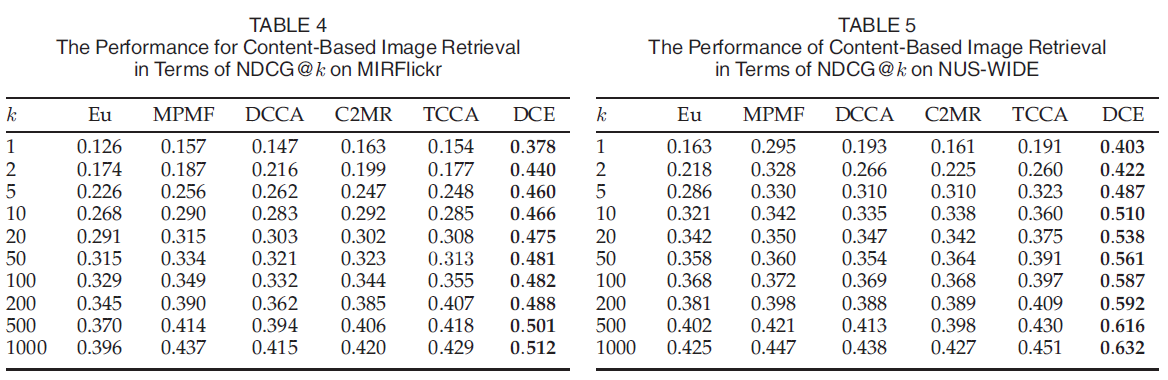 TABLE 4
The Performance for Content-Based Image Retrieval
in Terms of NDCG@k on MIRFlickr
k Eu MPMF DCCA C2MR TCCA DCE
1 0.126 0.157 0.147 0.163 0.154 0.378
2 0.174 0.187 0.216 0.199 0.177 0.440
5 0.226 0.256 0.262 0.247 0.248 0.460
10 0.268 0.290 0.283 0.292 0.285 0.466
20 0.291 0.315 0.303 0.302 0.308 0.475
50 0.315 0.334 0.321 0.323 0.313 0.481
100 0.329 0.349 0.332 0.344 0.355 0.482
200 0.345 0.390 0.362 0.385 0.407 0.488
500 0.370 0.414 0.394 0.406 0.418 0.501
1000 0.396 0.437 0.415 0.420 0.429 0.512
TABLE 5
The Performance of Content-Based Image Retrieval
in Terms of NDCG@k on NUS-WIDE
k Eu MPMF DCCA C2MR TCCA DCE
1 0.163 0.295 0.193 0.161 0.191 0.403
2 0.218 0.328 0.266 0.225 0.260 0.422
5 0.286 0.330 0.310 0.310 0.323 0.487
10 0.321 0.342 0.335 0.338 0.360 0.510
20 0.342 0.350 0.347 0.342 0.375 0.538
50 0.358 0.360 0.354 0.364 0.391 0.561
100 0.368 0.372 0.369 0.368 0.397 0.587
200 0.381 0.398 0.388 0.389 0.409 0.592
500 0.402 0.421 0.413 0.398 0.430 0.616
1000 0.425 0.447 0.438 0.427 0.451 0.632